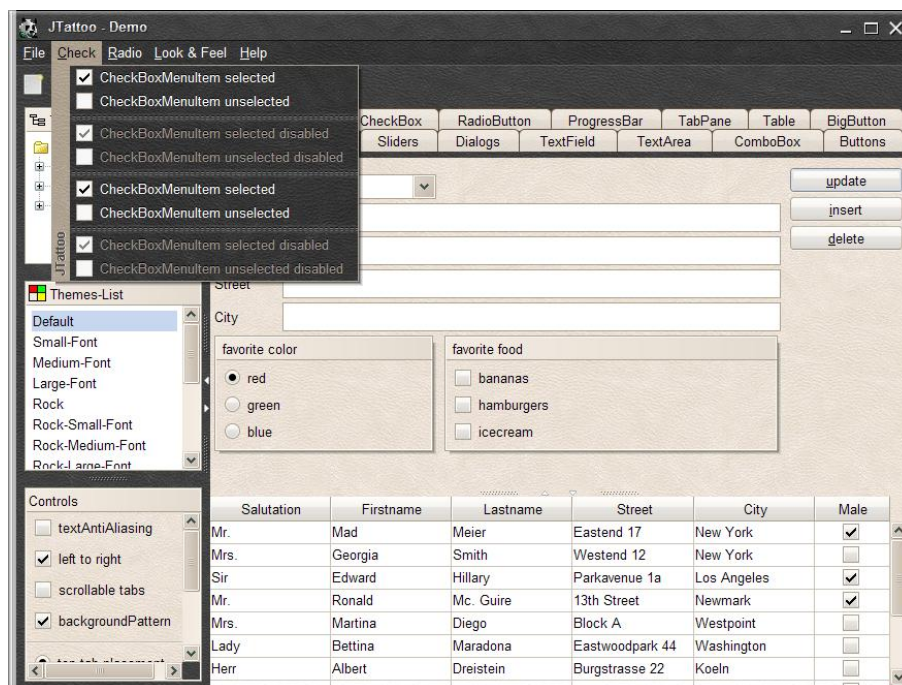 JTattoo - Demo
File Check Radio Look & Feel Help
CheckBoxMenuItem selected
CheckBoxMenuItem unselected
CheckBoxMenuItem selected disabled
CheckBoxMenuItem unselected disabled
CheckBoxMenuItem selected
CheckBoxMenuItem unselected
CheckBoxMenuItem selected disabled
CheckBoxMenuItem unselected disabled
JTattoo
CheckBox RadioButton ProgressBar TabPane Table BigButton
Sliders Dialogs TextField TextArea ComboBox Buttons
update
insert
delete
Street
City
Themes-List
Default
Small-Font
Medium-Font
Large-Font
Rock
Rock-Small-Font
Rock-Medium-Font
Rock-Large-Font
favorite color
red
green
blue
favorite food
bananas
hamburgers
icecream
Controls
textAntiAliasing
left to right
scrollable tabs
backgroundPattern
top tab placement
Salutation Firstname Lastname Street City Male
Mr. Mad Meier Eastend 17 New York
Mrs. Georgia Smith Westend 12 New York
Sir Edward Hillary Parkavenue 1a Los Angeles
Mr. Ronald Mc. Guire 13th Street Newmark
Mrs. Martina Diego Block A Westpoint
Lady Bettina Maradona Eastwoodpark 44 Washington
Herr Albert Dreistein Burgstrasse 22 Koeln